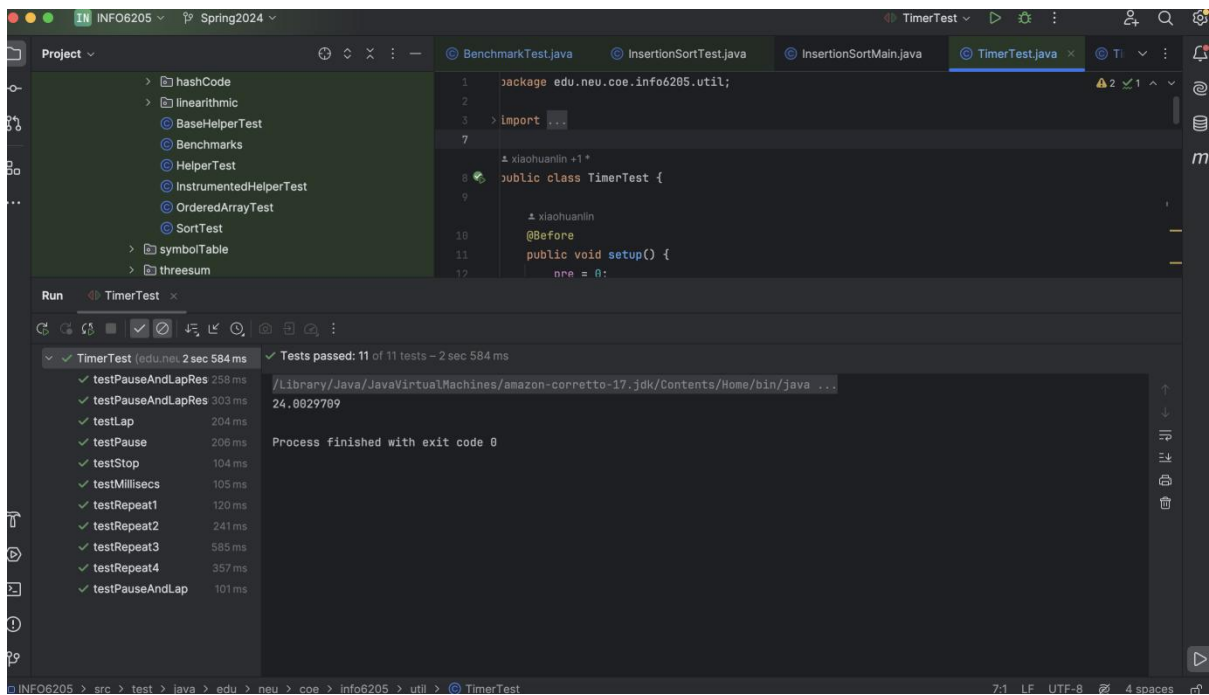 IN INFO6205 Spring2024 TimerTest
Project
BenchmarkTest.java InsertionSortTest.java InsertionSortMain.java TimerTest.java
hashCode
linearithmic
BaseHelperTest
Benchmarks
HelperTest
InstrumentedHelperTest
OrderedArrayTest
SortTest
symbolTable
threesum
2 1
1 package edu.neu.coe.info6205.util;
2
3 import ...
7
xiaohuanlin +1 *
8 public class TimerTest {
9
xiaohuanlin
10 @Before
11 public void setup() {
12 pre = 0;
Run TimerTest
TimerTest (edu.neu 2 sec 584 ms
testPauseAndLapRes 258 ms
testPauseAndLapRes 303 ms
testLap 204 ms
testPause 206 ms
testStop 104 ms
testMillisecs 105 ms
testRepeat1 120 ms
testRepeat2 241 ms
testRepeat3 585 ms
testRepeat4 357 ms
testPauseAndLap 101 ms
Tests passed: 11 of 11 tests – 2 sec 584 ms
/Library/Java/JavaVirtualMachines/amazon-corretto-17.jdk/Contents/Home/bin/java ...
24.0029709
Process finished with exit code 0
INFO6205 > src > test > java > edu > neu > coe > info6205 > util > TimerTest 7:1 LF UTF-8 4 spaces